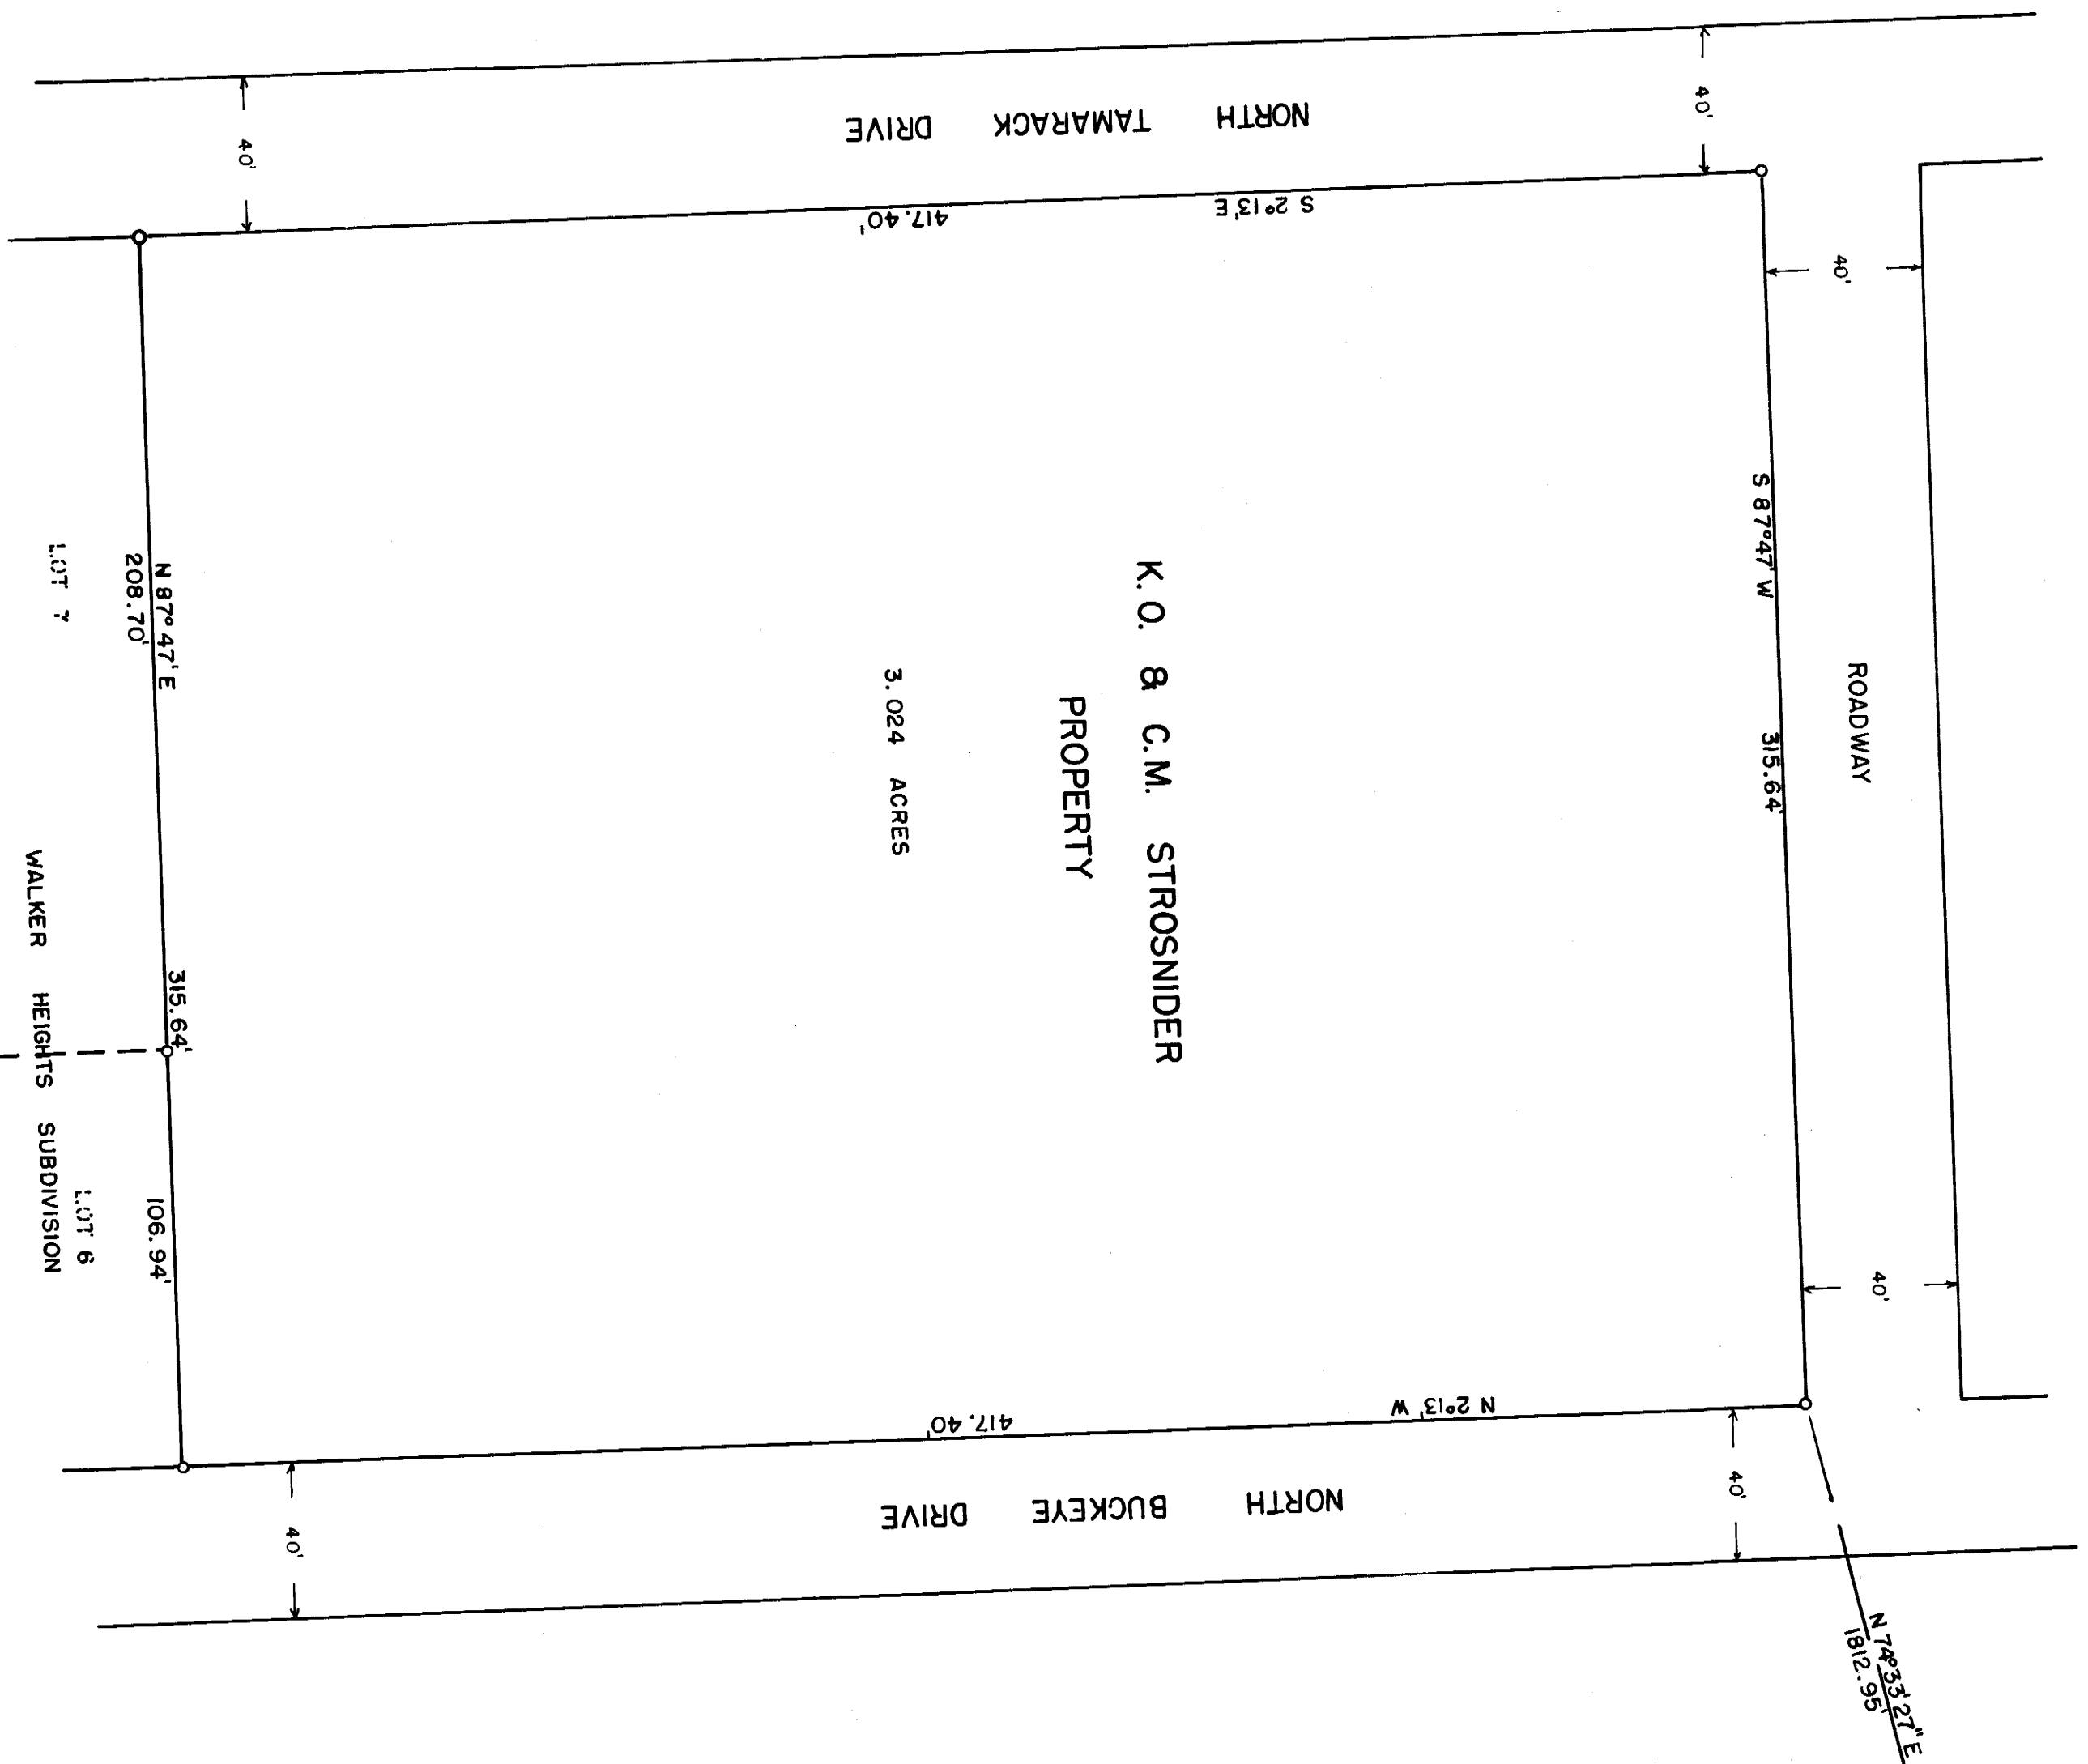 N 74°33'27" E
1812.95'
40'
40'
ROADWAY
S 87°47' W 315.64'
NORTH TAMARACK DRIVE
40'
40'
S 2°13' E
417.40'
K.O. & C.M. STROSNIDER
PROPERTY
3.024 ACRES
N 2°13' W
417.40'
NORTH BUCKEYE DRIVE
40'
40'
N 87°47' E 315.64'
208.70'
106.94'
LOT 7
LOT 6
WALKER HEIGHTS SUBDIVISION